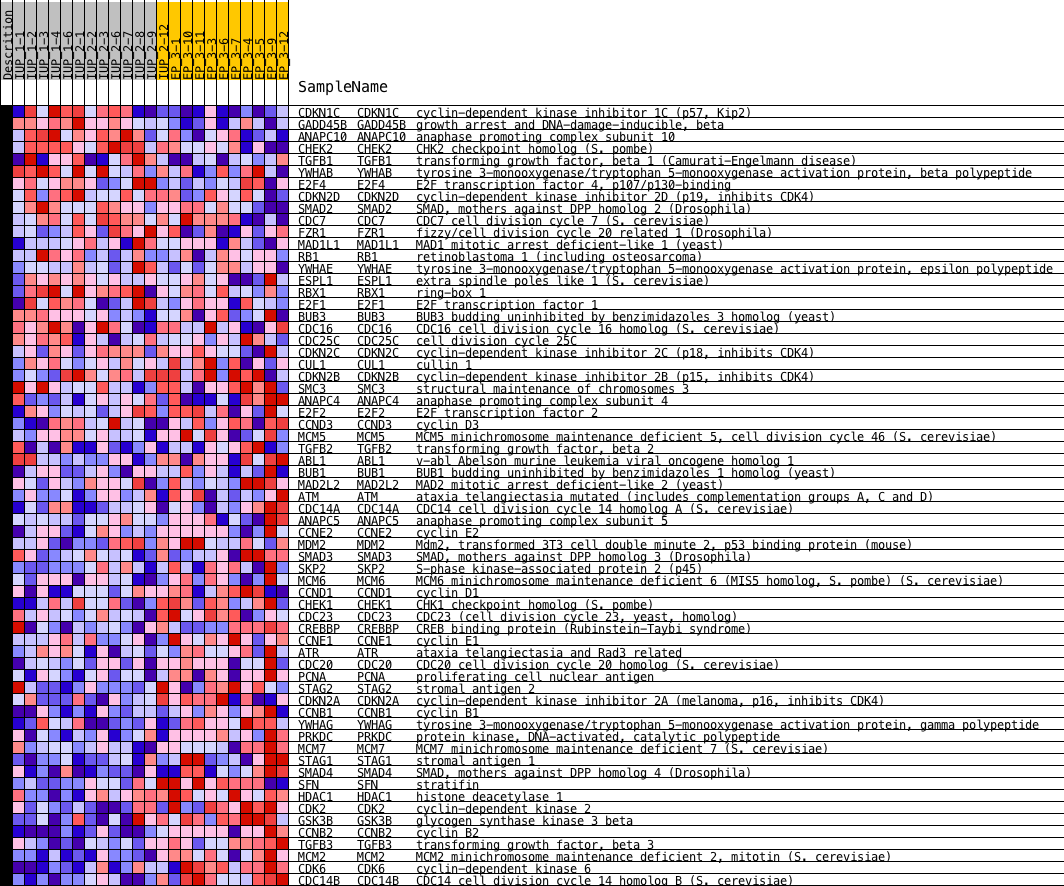 Descrition
IUP_1-1
IUP_1-2
IUP_1-3
IUP_1-4
IUP_1-6
IUP_2-1
IUP_2-2
IUP_2-3
IUP_2-6
IUP_2-7
IUP_2-8
IUP_2-9
IUP_2-12
EP_3-1
EP_3-10
EP_3-11
EP_3-3
EP_3-6
EP_3-7
EP_3-4
EP_3-5
EP_3-9
EP_3-12
SampleName
CDKN1C CDKN1C cyclin-dependent kinase inhibitor 1C (p57, Kip2)
GADD45B GADD45B growth arrest and DNA-damage-inducible, beta
ANAPC10 ANAPC10 anaphase promoting complex subunit 10
CHEK2 CHEK2 CHK2 checkpoint homolog (S. pombe)
TGFB1 TGFB1 transforming growth factor, beta 1 (Camurati-Engelmann disease)
YWHAB YWHAB tyrosine 3-monooxygenase/tryptophan 5-monooxygenase activation protein, beta polypeptide
E2F4 E2F4 E2F transcription factor 4, p107/p130-binding
CDKN2D CDKN2D cyclin-dependent kinase inhibitor 2D (p19, inhibits CDK4)
SMAD2 SMAD2 SMAD, mothers against DPP homolog 2 (Drosophila)
CDC7 CDC7 CDC7 cell division cycle 7 (S. cerevisiae)
FZR1 FZR1 fizzy/cell division cycle 20 related 1 (Drosophila)
MAD1L1 MAD1L1 MAD1 mitotic arrest deficient-like 1 (yeast)
RB1 RB1 retinoblastoma 1 (including osteosarcoma)
YWHAE YWHAE tyrosine 3-monooxygenase/tryptophan 5-monooxygenase activation protein, epsilon polypeptide
ESPL1 ESPL1 extra spindle poles like 1 (S. cerevisiae)
RBX1 RBX1 ring-box 1
E2F1 E2F1 E2F transcription factor 1
BUB3 BUB3 BUB3 budding uninhibited by benzimidazoles 3 homolog (yeast)
CDC16 CDC16 CDC16 cell division cycle 16 homolog (S. cerevisiae)
CDC25C CDC25C cell division cycle 25C
CDKN2C CDKN2C cyclin-dependent kinase inhibitor 2C (p18, inhibits CDK4)
CUL1 CUL1 cullin 1
CDKN2B CDKN2B cyclin-dependent kinase inhibitor 2B (p15, inhibits CDK4)
SMC3 SMC3 structural maintenance of chromosomes 3
ANAPC4 ANAPC4 anaphase promoting complex subunit 4
E2F2 E2F2 E2F transcription factor 2
CCND3 CCND3 cyclin D3
MCM5 MCM5 MCM5 minichromosome maintenance deficient 5, cell division cycle 46 (S. cerevisiae)
TGFB2 TGFB2 transforming growth factor, beta 2
ABL1 ABL1 v-abl Abelson murine leukemia viral oncogene homolog 1
BUB1 BUB1 BUB1 budding uninhibited by benzimidazoles 1 homolog (yeast)
MAD2L2 MAD2L2 MAD2 mitotic arrest deficient-like 2 (yeast)
ATM ATM ataxia telangiectasia mutated (includes complementation groups A, C and D)
CDC14A CDC14A CDC14 cell division cycle 14 homolog A (S. cerevisiae)
ANAPC5 ANAPC5 anaphase promoting complex subunit 5
CCNE2 CCNE2 cyclin E2
MDM2 MDM2 Mdm2, transformed 3T3 cell double minute 2, p53 binding protein (mouse)
SMAD3 SMAD3 SMAD, mothers against DPP homolog 3 (Drosophila)
SKP2 SKP2 S-phase kinase-associated protein 2 (p45)
MCM6 MCM6 MCM6 minichromosome maintenance deficient 6 (MIS5 homolog, S. pombe) (S. cerevisiae)
CCND1 CCND1 cyclin D1
CHEK1 CHEK1 CHK1 checkpoint homolog (S. pombe)
CDC23 CDC23 CDC23 (cell division cycle 23, yeast, homolog)
CREBBP CREBBP CREB binding protein (Rubinstein-Taybi syndrome)
CCNE1 CCNE1 cyclin E1
ATR ATR ataxia telangiectasia and Rad3 related
CDC20 CDC20 CDC20 cell division cycle 20 homolog (S. cerevisiae)
PCNA PCNA proliferating cell nuclear antigen
STAG2 STAG2 stromal antigen 2
CDKN2A CDKN2A cyclin-dependent kinase inhibitor 2A (melanoma, p16, inhibits CDK4)
CCNB1 CCNB1 cyclin B1
YWHAG YWHAG tyrosine 3-monooxygenase/tryptophan 5-monooxygenase activation protein, gamma polypeptide
PRKDC PRKDC protein kinase, DNA-activated, catalytic polypeptide
MCM7 MCM7 MCM7 minichromosome maintenance deficient 7 (S. cerevisiae)
STAG1 STAG1 stromal antigen 1
SMAD4 SMAD4 SMAD, mothers against DPP homolog 4 (Drosophila)
SFN SFN stratifin
HDAC1 HDAC1 histone deacetylase 1
CDK2 CDK2 cyclin-dependent kinase 2
GSK3B GSK3B glycogen synthase kinase 3 beta
CCNB2 CCNB2 cyclin B2
TGFB3 TGFB3 transforming growth factor, beta 3
MCM2 MCM2 MCM2 minichromosome maintenance deficient 2, mitotin (S. cerevisiae)
CDK6 CDK6 cyclin-dependent kinase 6
CDC14B CDC14B CDC14 cell division cycle 14 homolog B (S. cerevisiae)